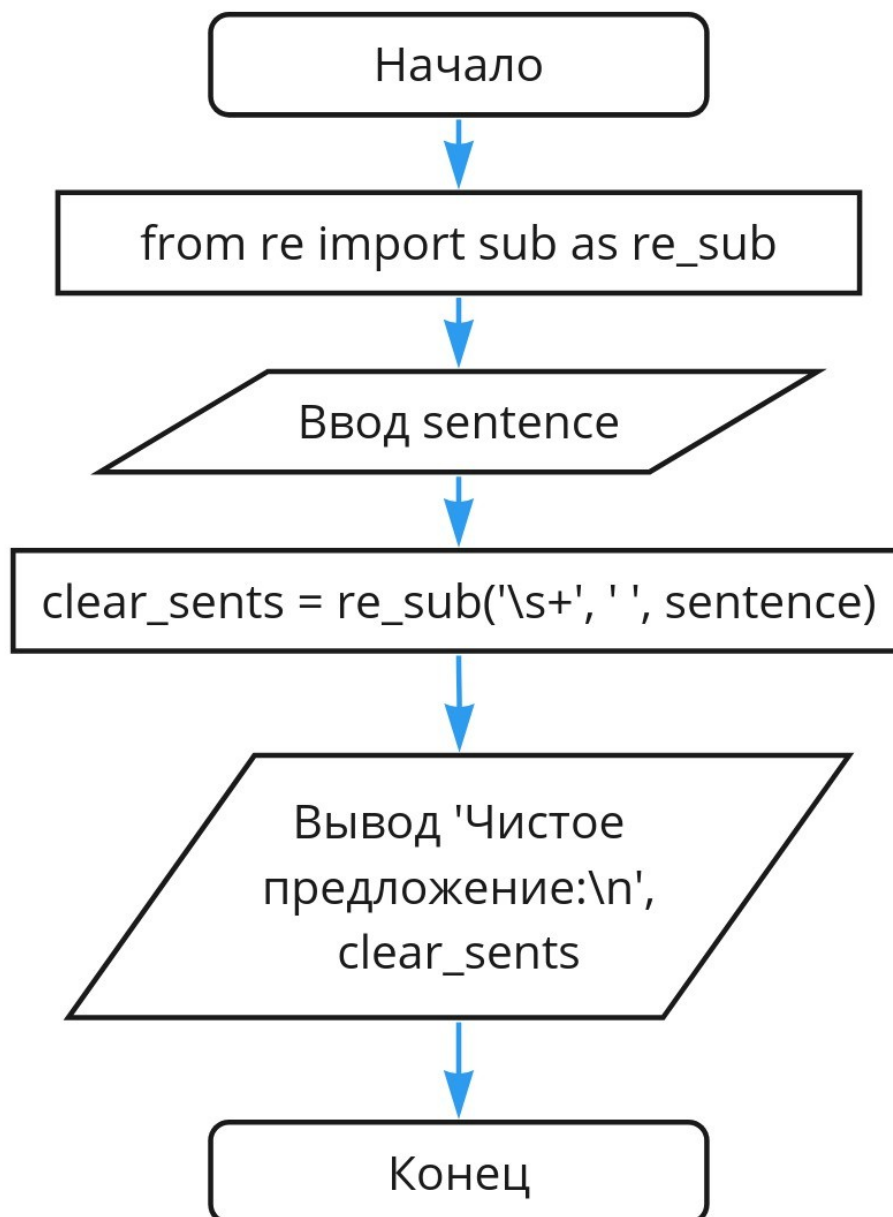 Начало
from re import sub as re_sub
Ввод sentence
clear_sents = re_sub('\s+', ' ', sentence)
Вывод 'Чистое
предложение:\n',
clear_sents
Конец